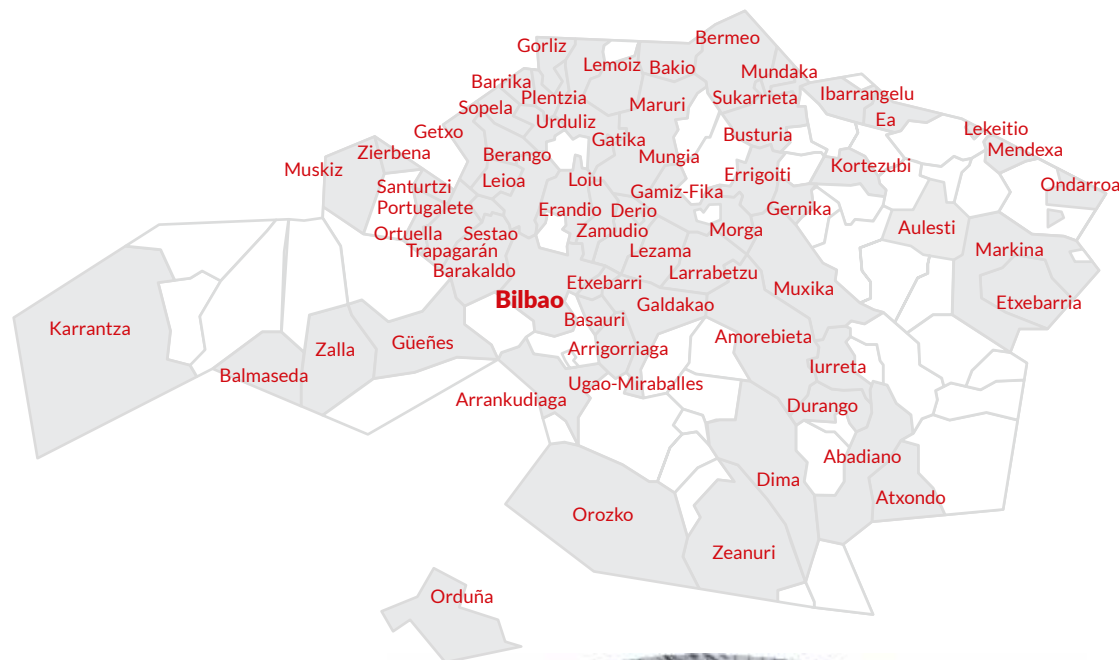 Bermeo
Gorliz
Lemoiz
Bakio
Mundaka
Barrika
Plentzia
Sukarrieta
Ibarrangelu
Sopela
Maruri
Ea
Urduliz
Getxo
Gatika
Busturia
Lekeitio
Zierbena
Berango
Mungia
Mendexa
Muskiz
Leioa
Loiu
Errigoiti
Kortezubi
Santurtzi
Gamiz-Fika
Ondarroa
Portugalete
Erandio
Derio
Gernika
Ortuella
Sestao
Zamudio
Morga
Aulesti
Trapagarán
Lezama
Markina
Barakaldo
Larrabetzu
Etxebarri
Muxika
Bilbao
Galdakao
Etxebarria
Karrantza
Basauri
Güeñes
Amorebieta
Zalla
Arrigorriaga
Iurreta
Balmaseda
Ugao-Miraballes
Arrankudiaga
Durango
Abadiano
Dima
Atxondo
Orozko
Zeanuri
Orduña